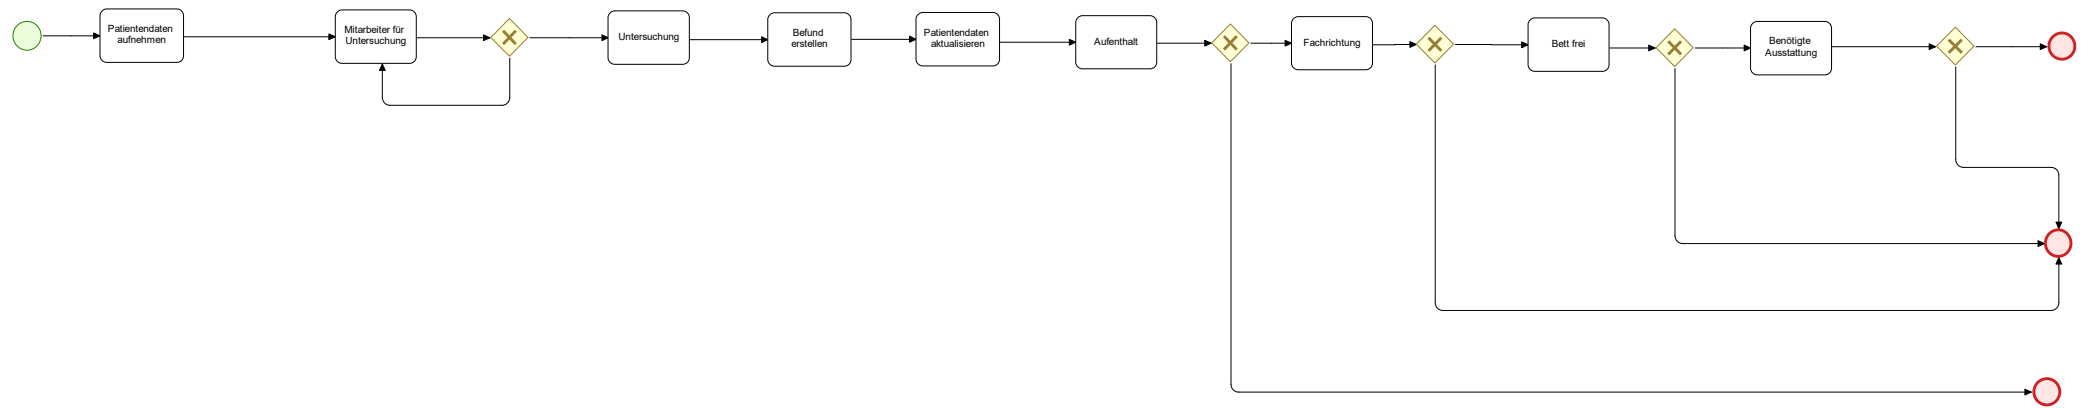 Patientendaten
aufnehmen
Mitarbeiter für
Untersuchung
Untersuchung
Befund
erstellen
Patientendaten
aktualisieren
Aufenthalt
Fachrichtung
Bett frei
Benötigte
Ausstattung